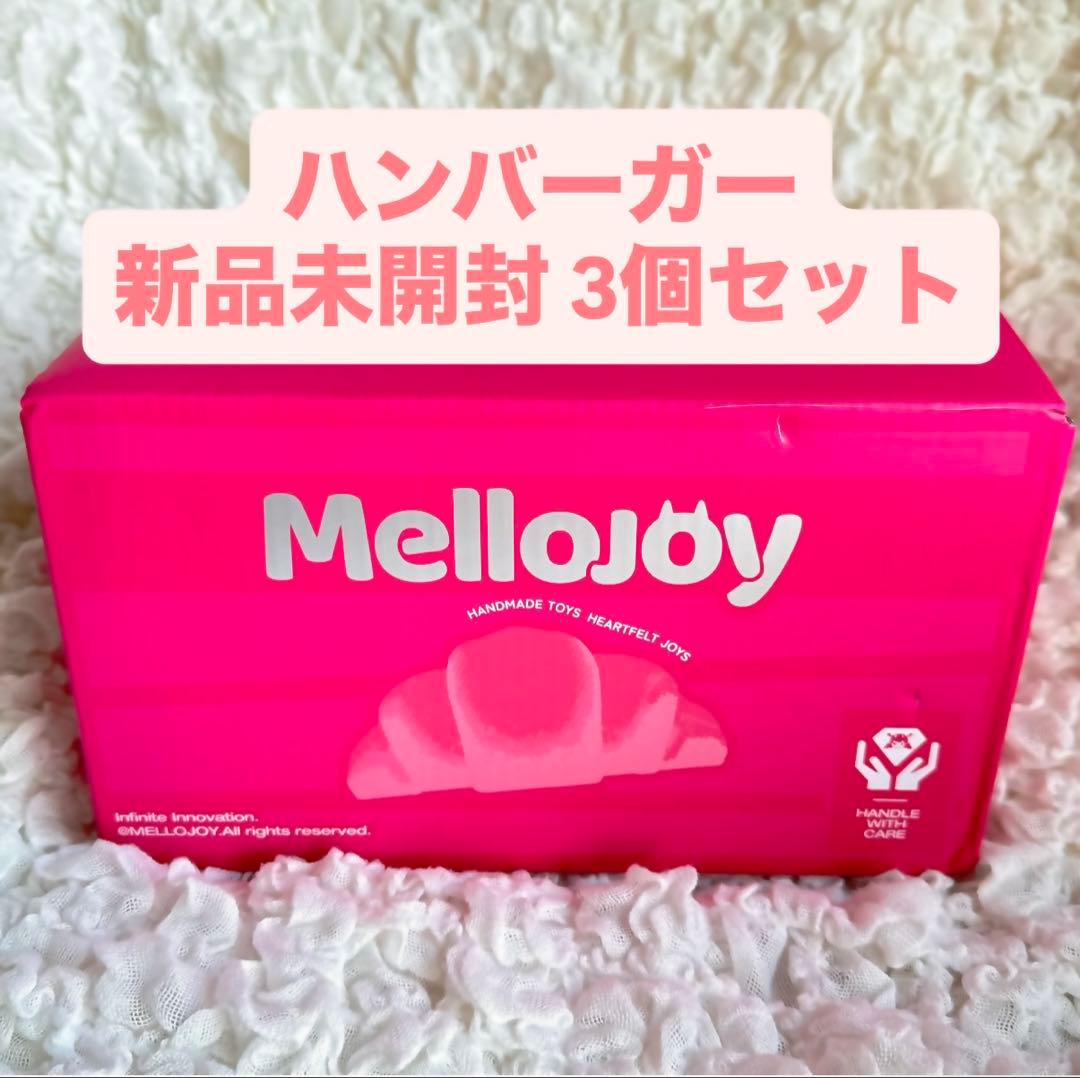 ハンバーガー
新品未開封 3個セット
Mellojoy
HANDMADE TOYS HEARTFELT JOYS
Infinite Innovation.
©MELLOJOY.All rights reserved.
HANDLE
WITH
CARE